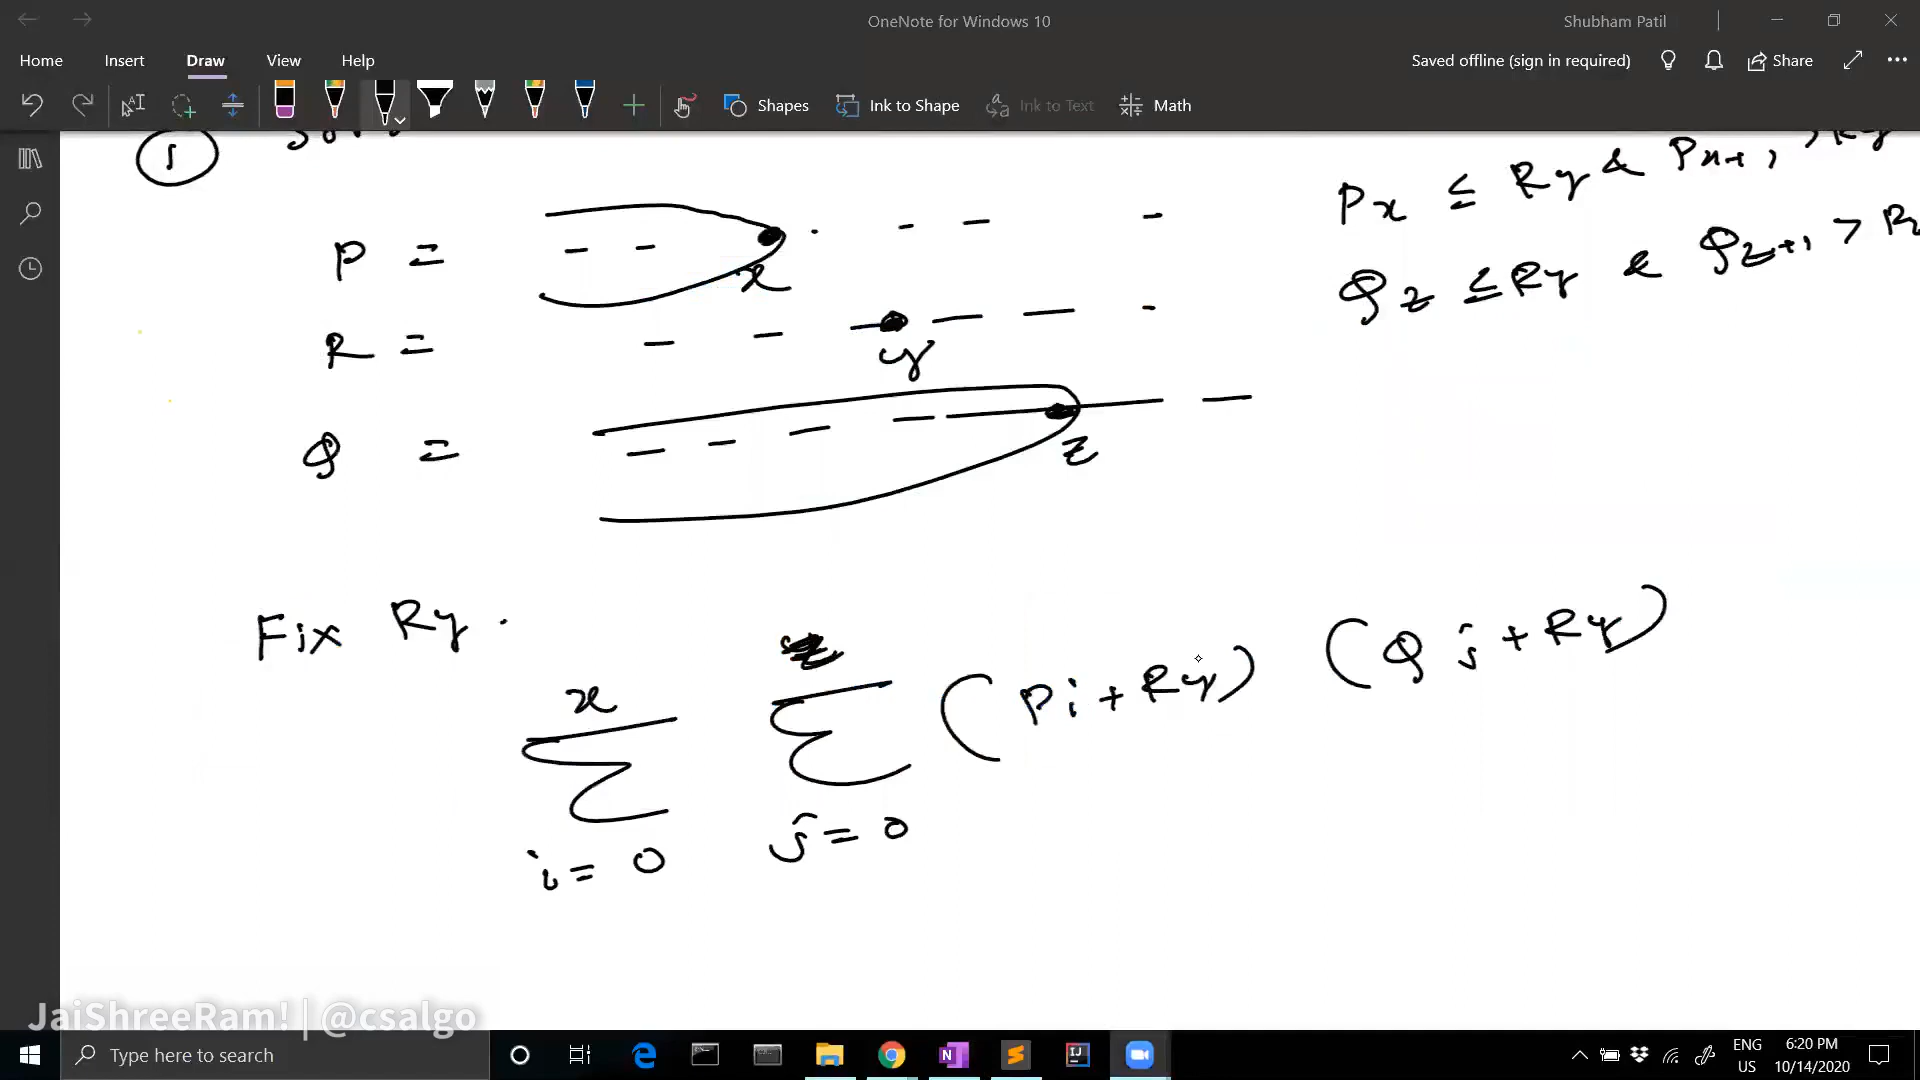 OneNote for Windows 10
Shubham Patil
Home Insert Draw View Help
Saved offline (sign in required) Share
Shapes Ink to Shape Ink to Text Math
1
Px ≤ Ry & Px+1 > Ry
P = x
Qz ≤ Ry & Qz+1 > R
R = y
Q = z
Fix Ry.
x z
Σ Σ (Pi + Ry) (Qj + Ry)
i = 0 j = 0
JaiShreeRam! | @csalgo
Type here to search
ENG
US
6:20 PM
10/14/2020